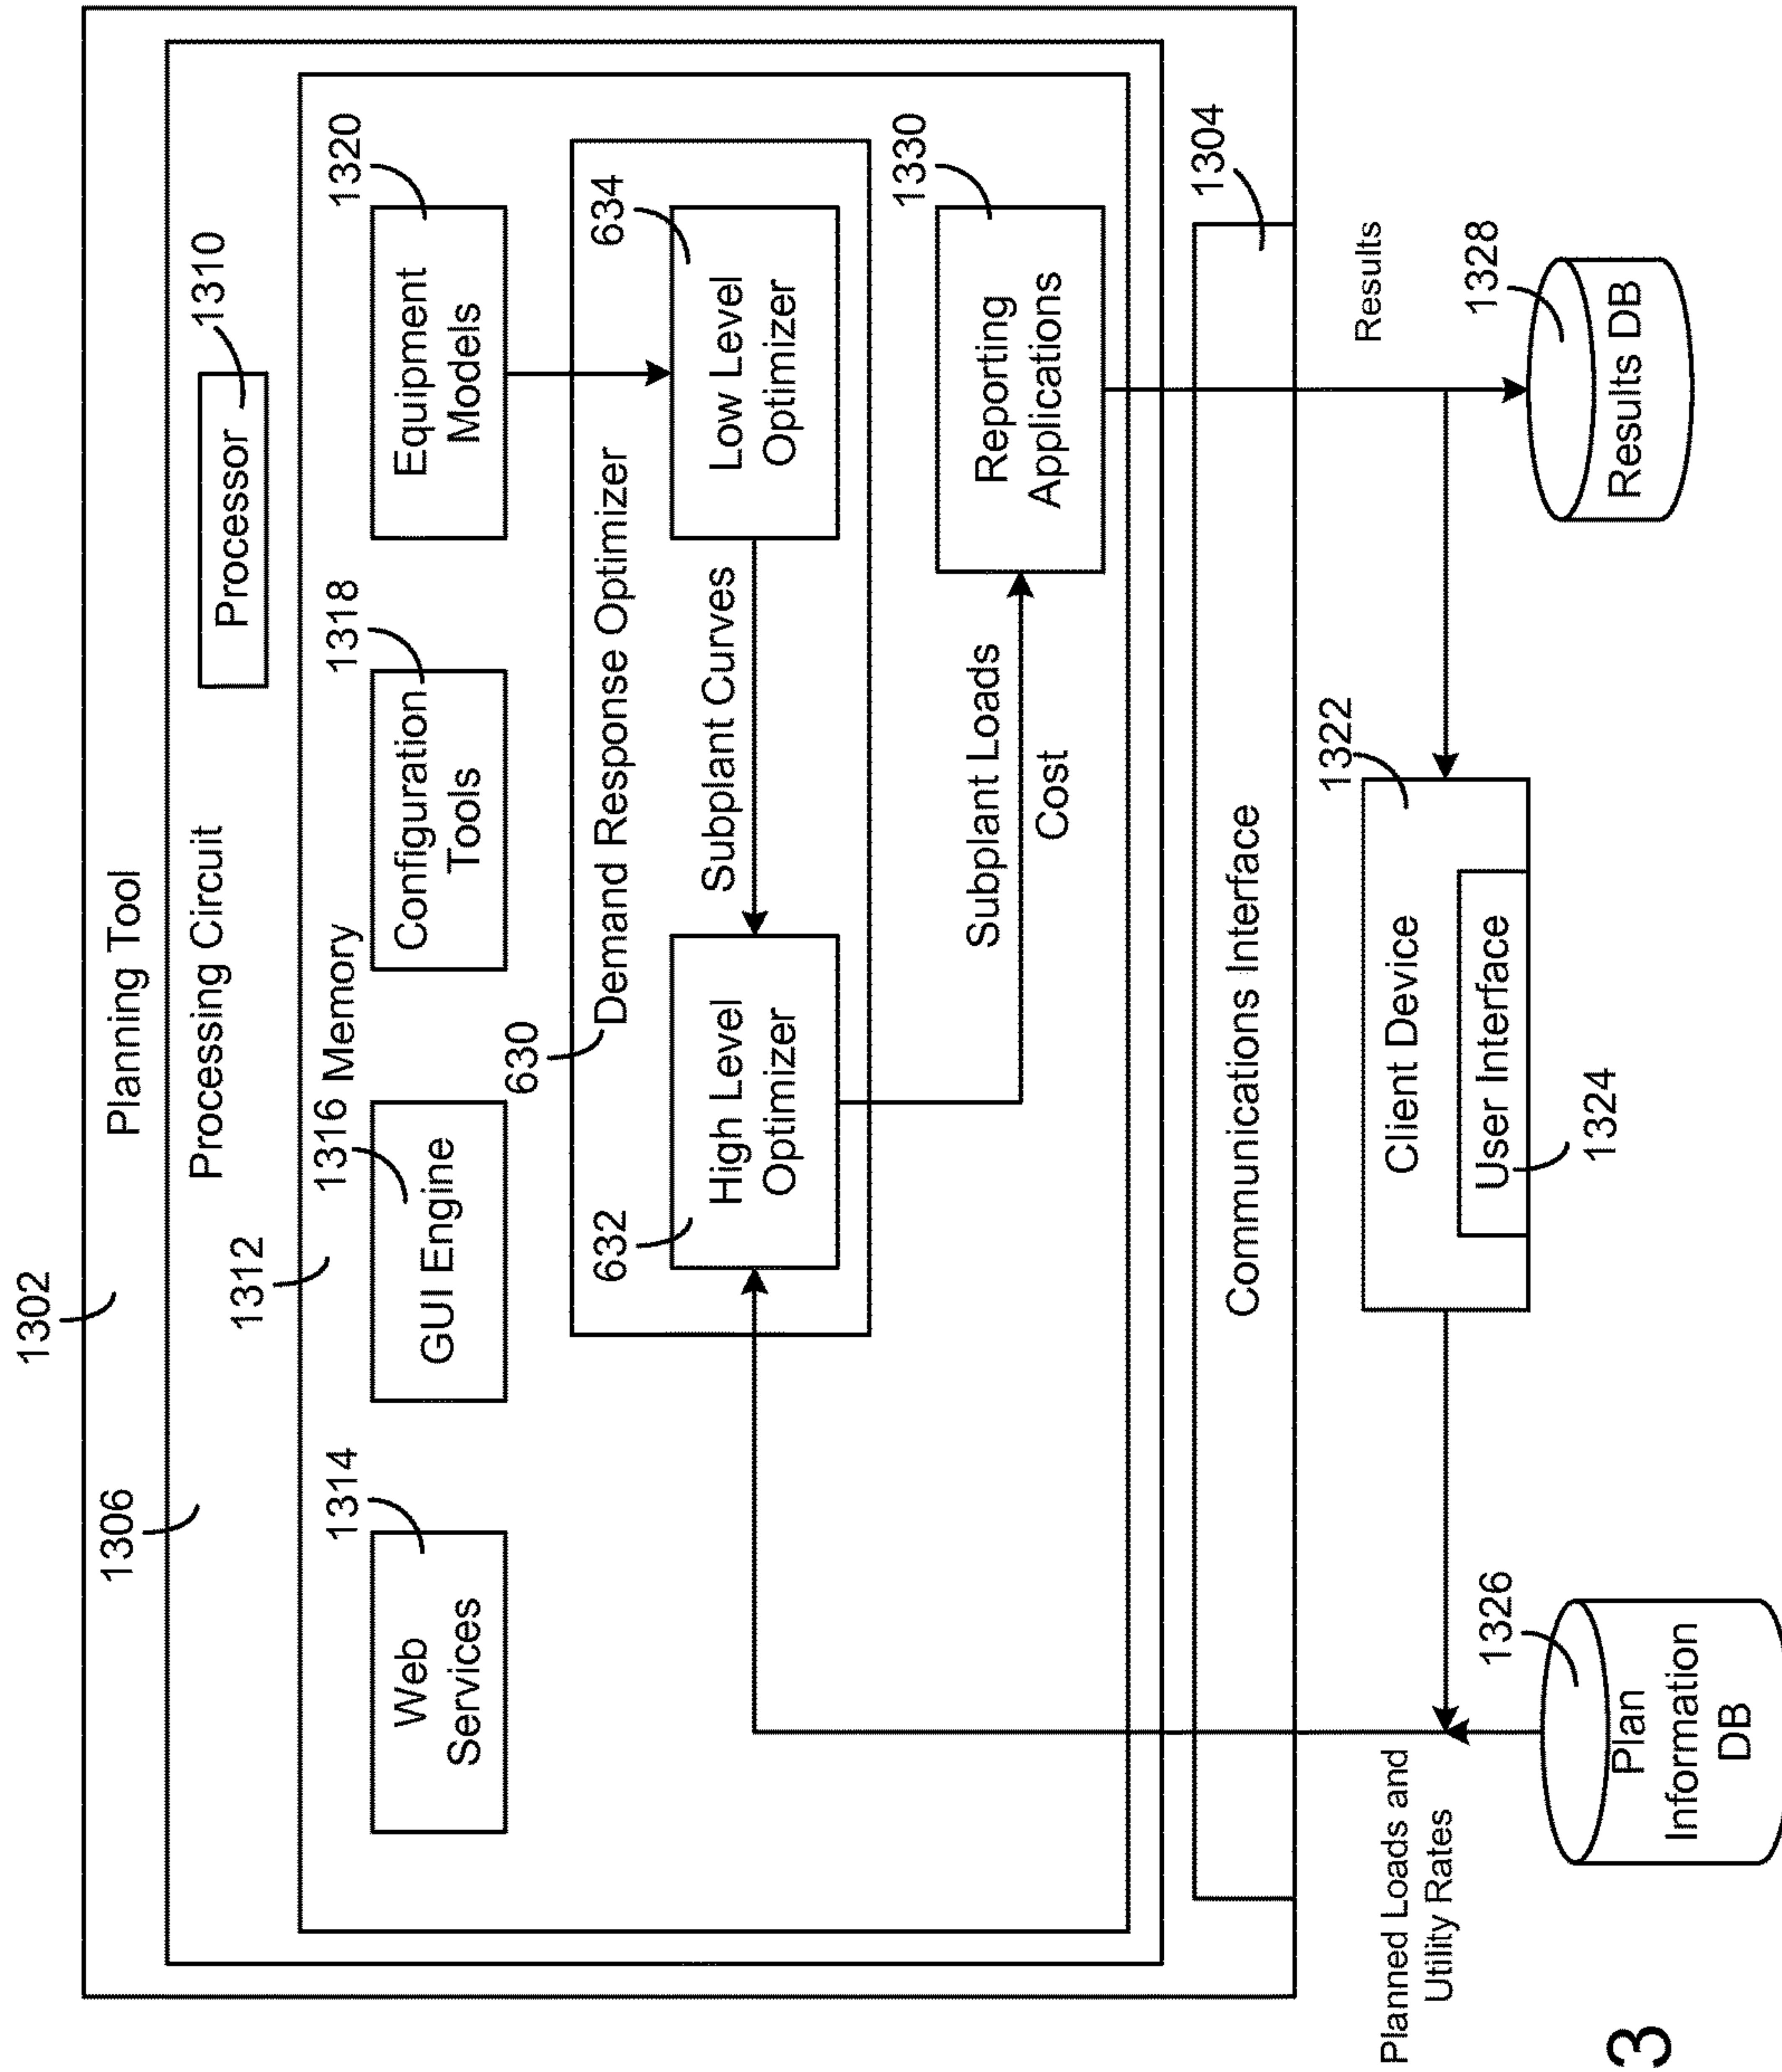 1302
Planning Tool
1306
Processing Circuit
Processor
1310
1312
Memory
1314
Web
Services
1316
GUI Engine
1318
Configuration
Tools
1320
Equipment
Models
630
Demand Response Optimizer
632
High Level
Optimizer
Subplant Curves
634
Low Level
Optimizer
Subplant Loads
Cost
1330
Reporting
Applications
Communications Interface
1304
Planned Loads and
Utility Rates
1322
Client Device
User Interface
1324
Results
1326
Plan
Information
DB
1328
Results DB
3